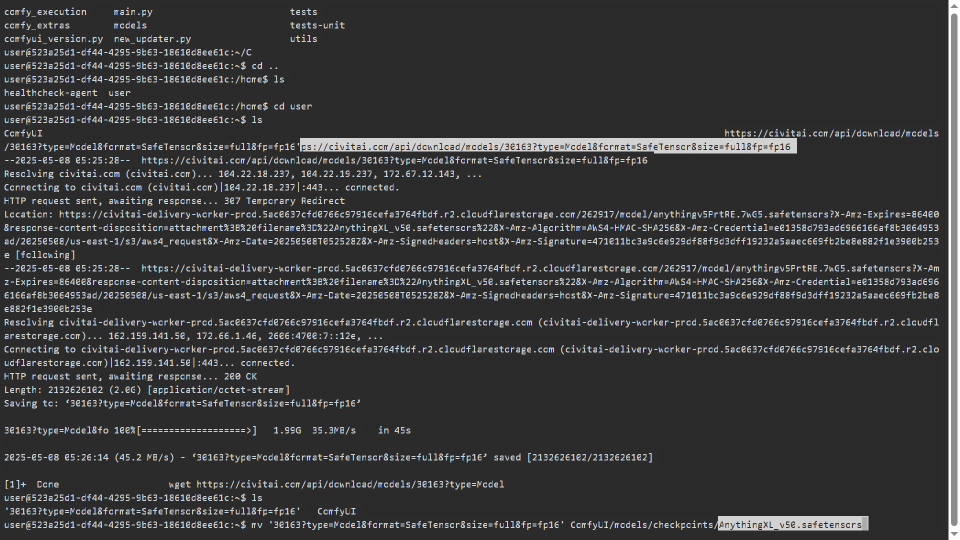 comfy_execution main.py tests
comfy_extras models tests-unit
comfyui_version.py new_updater.py utils
user@523a25d1-df44-4295-9b63-18610d8ee61c:~/C
user@523a25d1-df44-4295-9b63-18610d8ee61c:~$ cd ..
user@523a25d1-df44-4295-9b63-18610d8ee61c:/home$ ls
healthcheck-agent user
user@523a25d1-df44-4295-9b63-18610d8ee61c:/home$ cd user
user@523a25d1-df44-4295-9b63-18610d8ee61c:~$ ls
ComfyUI https://civitai.com/api/download/models
/30163?type=Model&format=SafeTensor&size=full&fp=fp16'ps://civitai.com/api/download/models/30163?type=Model&format=SafeTensor&size=full&fp=fp16
--2025-05-08 05:25:28-- https://civitai.com/api/download/models/30163?type=Model&format=SafeTensor&size=full&fp=fp16
Resolving civitai.com (civitai.com)... 104.22.18.237, 104.22.19.237, 172.67.12.143, ...
Connecting to civitai.com (civitai.com)|104.22.18.237|:443... connected.
HTTP request sent, awaiting response... 307 Temporary Redirect
Location: https://civitai-delivery-worker-prod.5ac0637cfd0766c97916cefa3764fbdf.r2.cloudflarestorage.com/262917/model/anythingv5PrtRE.7wG5.safetensors?X-Amz-Expires=86400
&response-content-disposition=attachment%3B%20filename%3D%22AnythingXL_v50.safetensors%22&X-Amz-Algorithm=AWS4-HMAC-SHA256&X-Amz-Credential=e01358d793ad6966166af8b3064953
ad/20250508/us-east-1/s3/aws4_request&X-Amz-Date=20250508T052528Z&X-Amz-SignedHeaders=host&X-Amz-Signature=471011bc3a9c6e929df88f9d3dff19232a5aaec669fb2be8e882f1e3900b253
e [following]
--2025-05-08 05:25:28-- https://civitai-delivery-worker-prod.5ac0637cfd0766c97916cefa3764fbdf.r2.cloudflarestorage.com/262917/model/anythingv5PrtRE.7wG5.safetensors?X-Am
z-Expires=86400&response-content-disposition=attachment%3B%20filename%3D%22AnythingXL_v50.safetensors%22&X-Amz-Algorithm=AWS4-HMAC-SHA256&X-Amz-Credential=e01358d793ad696
6166af8b3064953ad/20250508/us-east-1/s3/aws4_request&X-Amz-Date=20250508T052528Z&X-Amz-SignedHeaders=host&X-Amz-Signature=471011bc3a9c6e929df88f9d3dff19232a5aaec669fb2be8
e882f1e3900b253e
Resolving civitai-delivery-worker-prod.5ac0637cfd0766c97916cefa3764fbdf.r2.cloudflarestorage.com (civitai-delivery-worker-prod.5ac0637cfd0766c97916cefa3764fbdf.r2.cloudfl
arestorage.com)... 162.159.141.50, 172.66.1.46, 2606:4700:7::12e, ...
Connecting to civitai-delivery-worker-prod.5ac0637cfd0766c97916cefa3764fbdf.r2.cloudflarestorage.com (civitai-delivery-worker-prod.5ac0637cfd0766c97916cefa3764fbdf.r2.clo
udflarestorage.com)|162.159.141.50|:443... connected.
HTTP request sent, awaiting response... 200 OK
Length: 2132626102 (2.0G) [application/octet-stream]
Saving to: ‘30163?type=Model&format=SafeTensor&size=full&fp=fp16’
30163?type=Model&fo 100%[===================>] 1.99G 35.3MB/s in 45s
2025-05-08 05:26:14 (45.2 MB/s) - ‘30163?type=Model&format=SafeTensor&size=full&fp=fp16’ saved [2132626102/2132626102]
[1]+ Done wget https://civitai.com/api/download/models/30163?type=Model
user@523a25d1-df44-4295-9b63-18610d8ee61c:~$ ls
'30163?type=Model&format=SafeTensor&size=full&fp=fp16' ComfyUI
user@523a25d1-df44-4295-9b63-18610d8ee61c:~$ mv '30163?type=Model&format=SafeTensor&size=full&fp=fp16' ComfyUI/models/checkpoints/AnythingXL_v50.safetensors